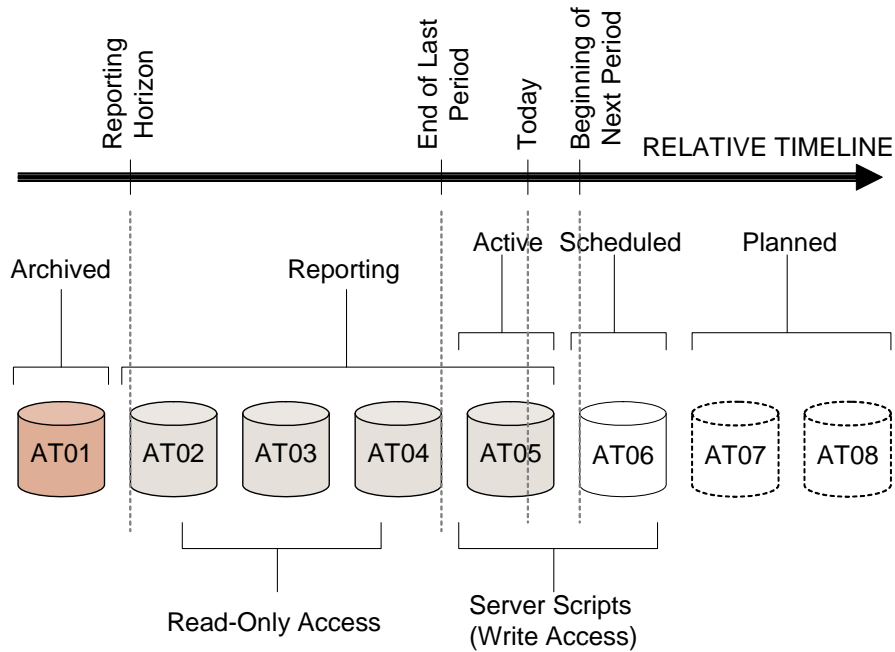 Reporting
Horizon
End of Last
Period
Today
Beginning of
Next Period
RELATIVE TIMELINE
Active
Scheduled
Planned
Archived
Reporting
AT01
AT02
AT03
AT04
AT05
AT06
AT07
AT08
Read-Only Access
Server Scripts
(Write Access)